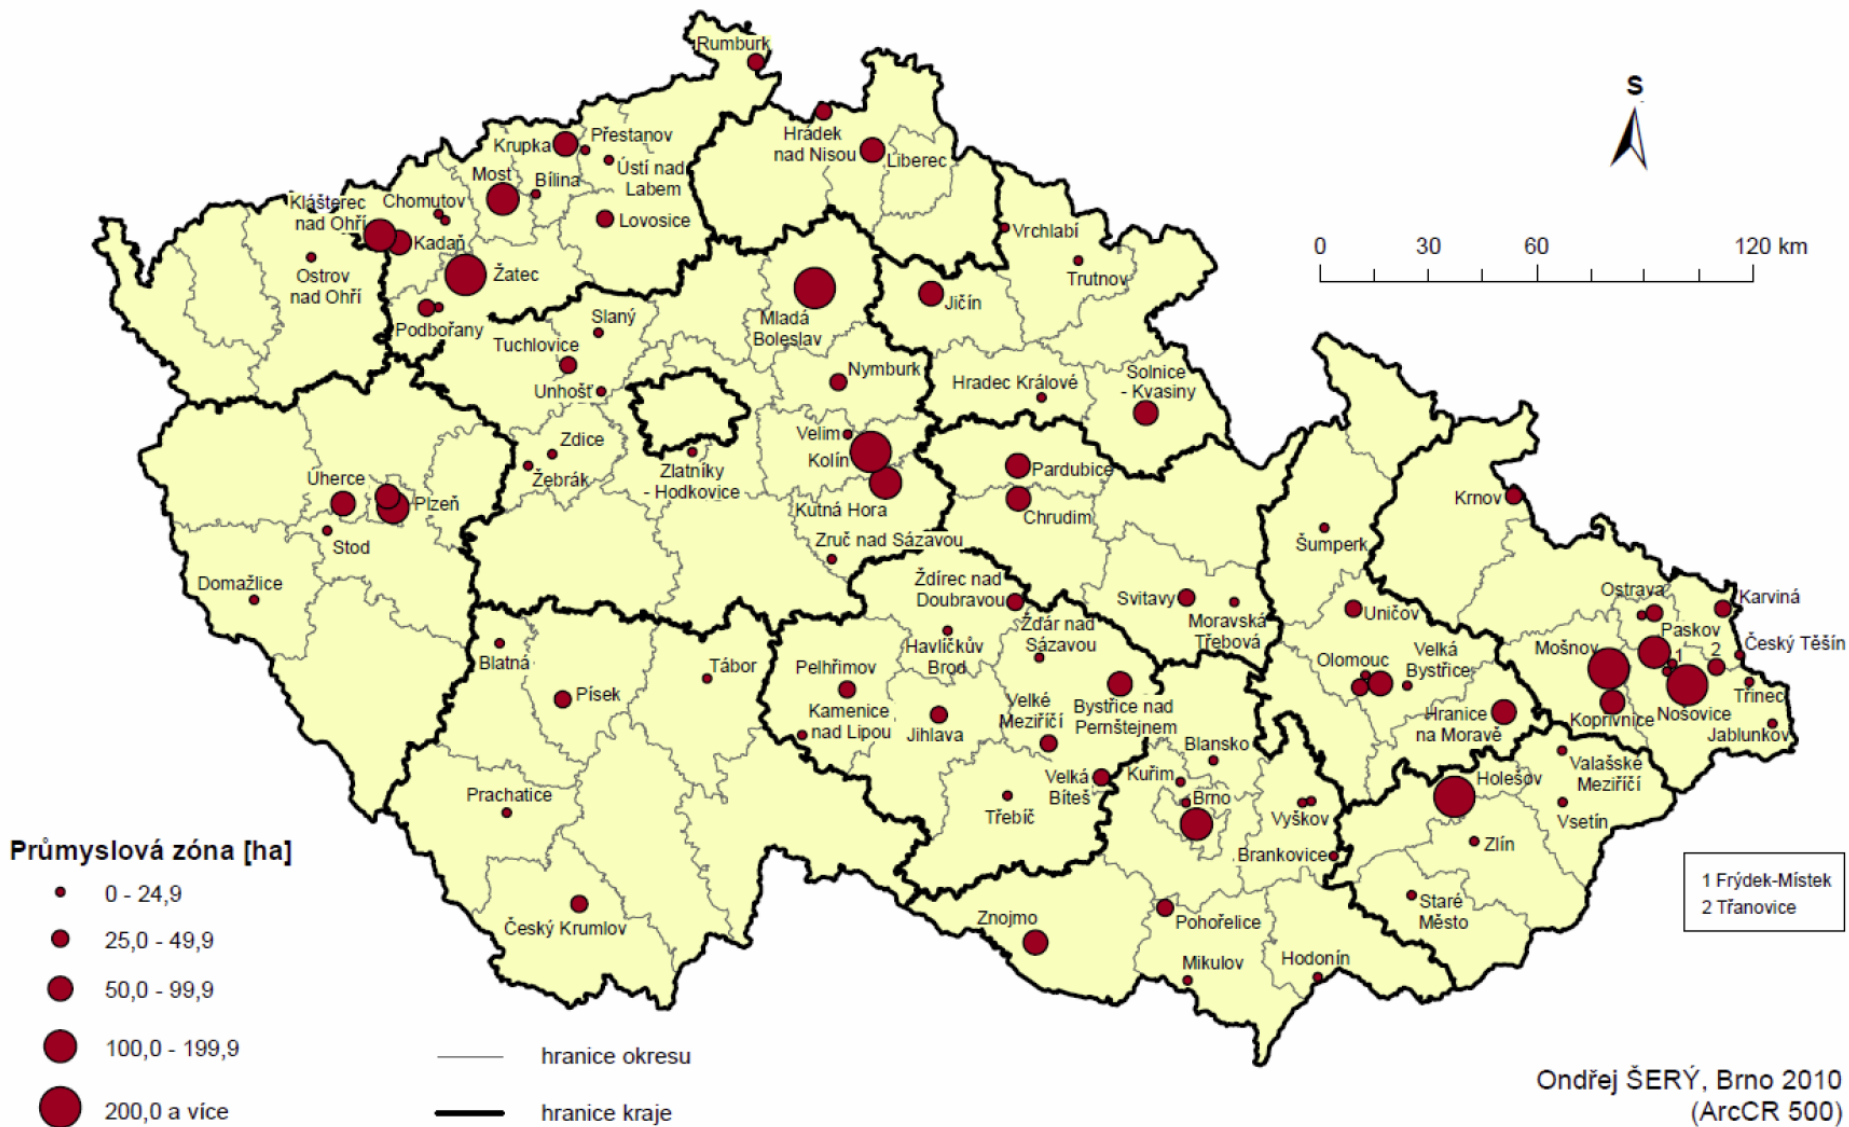 Rumburk
S
Hrádek
nad Nisou
Liberec
Krupka
Přestanov
Ústí nad
Labem
Most
Bílina
Lovosice
Klášterec
nad Ohří
Chomutov
Kadaň
Ostrov
nad Ohří
Žatec
Podbořany
Vrchlabí
Trutnov
0 30 60 120 km
Mladá
Boleslav
Jičín
Slaný
Tuchlovice
Unhošť
Nymburk
Hradec Králové
Solnice
- Kvasiny
Velim
Kolín
Zdice
Žebrák
Zlatníky
- Hodkovice
Kutná Hora
Pardubice
Chrudim
Úherce
Plzeň
Stod
Domažlice
Krnov
Šumperk
Zruč nad Sázavou
Ždírec nad
Doubravou
Svitavy
Moravská
Třebová
Uničov
Ostrava
Karviná
Paskov
Český Těšín
1
2
Mošnov
Třinec
Kopřivnice
Nošovice
Jablunkov
Blatná
Písek
Tábor
Pelhřimov
Kamenice
nad Lipou
Havlíčkův
Brod
Žďár nad
Sázavou
Jihlava
Velké
Meziříčí
Bystřice nad
Pernštejnem
Olomouc
Velká
Bystřice
Hranice
na Moravě
Blansko
Kuřim
Velká
Bíteš
Brno
Třebíč
Vyškov
Brankovice
Holešov
Valašské
Meziříčí
Vsetín
Zlín
Staré
Město
Prachatice
Český Krumlov
Znojmo
Pohořelice
Mikulov
Hodonín
1 Frýdek-Místek
2 Třanovice
Průmyslová zóna [ha]
0 - 24,9
25,0 - 49,9
50,0 - 99,9
100,0 - 199,9
200,0 a více
hranice okresu
hranice kraje
Ondřej ŠERÝ, Brno 2010
(ArcCR 500)